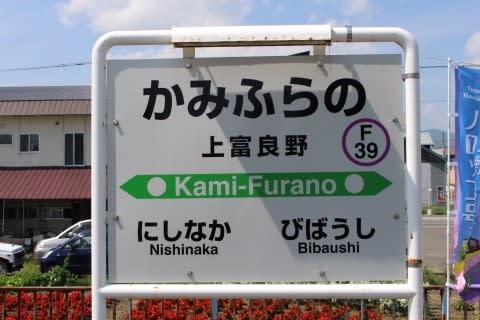 かみふらの
上富良野
F
39
Kami-Furano
にしなか びばうし
Nishinaka Bibaushi